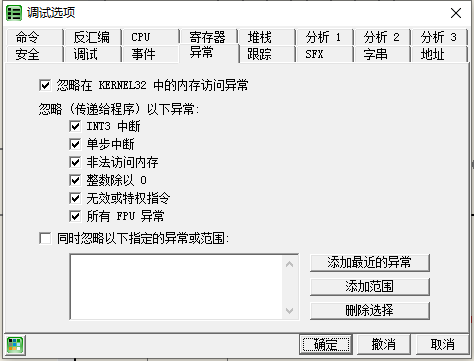 调试选项
命令 反汇编 CPU 寄存器 堆栈 分析 1 分析 2 分析 3
安全 调试 事件 异常 跟踪 SFX 字串 地址
忽略在 KERNEL32 中的内存访问异常
忽略 (传递给程序) 以下异常:
INT3 中断
单步中断
非法访问内存
整数除以 0
无效或特权指令
所有 FPU 异常
同时忽略以下指定的异常或范围:
添加最近的异常
添加范围
删除选择
确定 撤消 取消